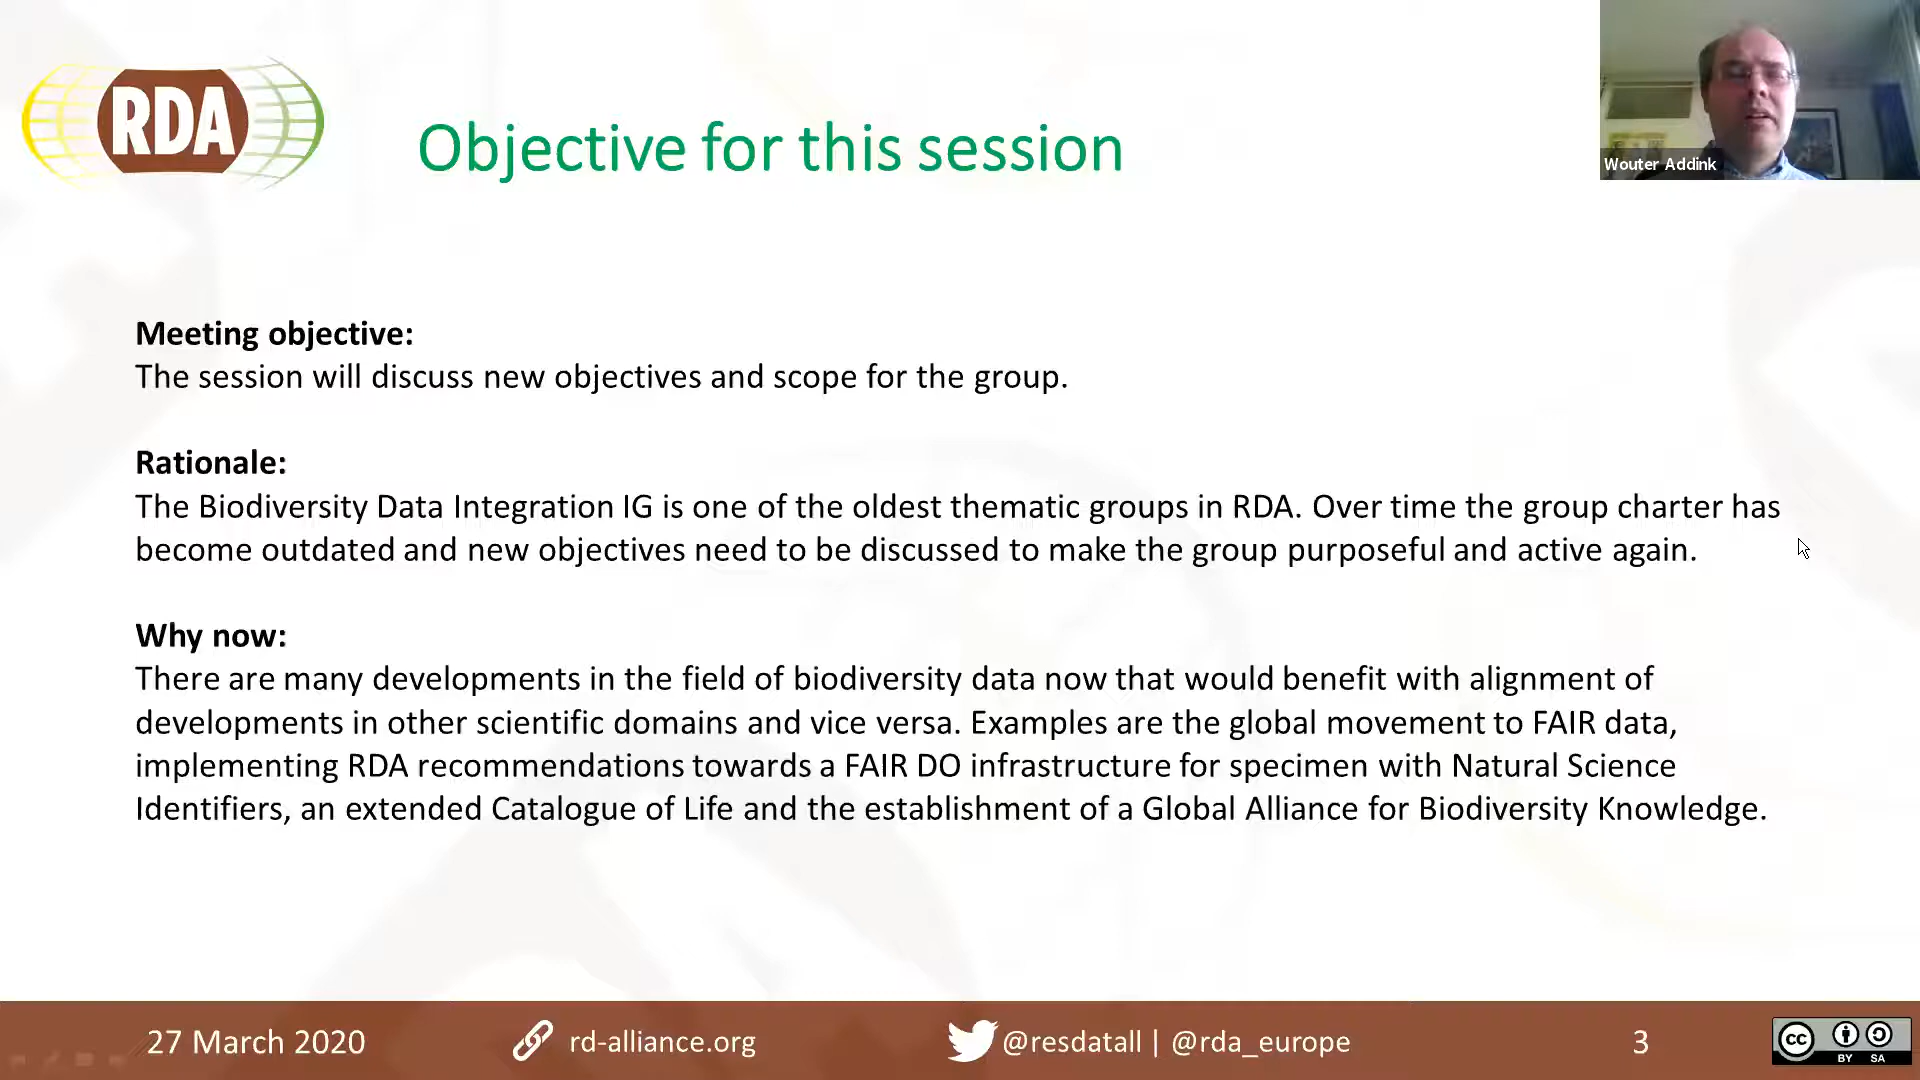 RDA
Objective for this session
Wouter Addink
Meeting objective:
The session will discuss new objectives and scope for the group.
Rationale:
The Biodiversity Data Integration IG is one of the oldest thematic groups in RDA. Over time the group charter has
become outdated and new objectives need to be discussed to make the group purposeful and active again.
Why now:
There are many developments in the field of biodiversity data now that would benefit with alignment of
developments in other scientific domains and vice versa. Examples are the global movement to FAIR data,
implementing RDA recommendations towards a FAIR DO infrastructure for specimen with Natural Science
Identifiers, an extended Catalogue of Life and the establishment of a Global Alliance for Biodiversity Knowledge.
27 March 2020
rd-alliance.org
@resdatall | @rda_europe
3
cc
BY SA